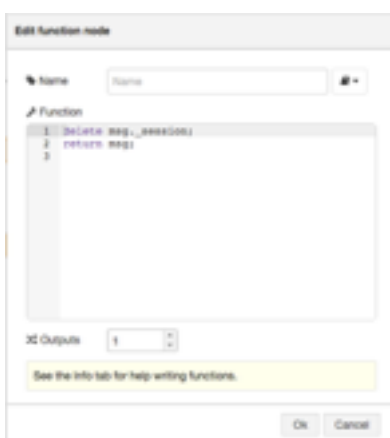 Edit function node
Name
Name
Function
1 Delete msg._session;
2 return msg;
3
Outputs
1
See the info tab for help writing functions.
Ok Cancel